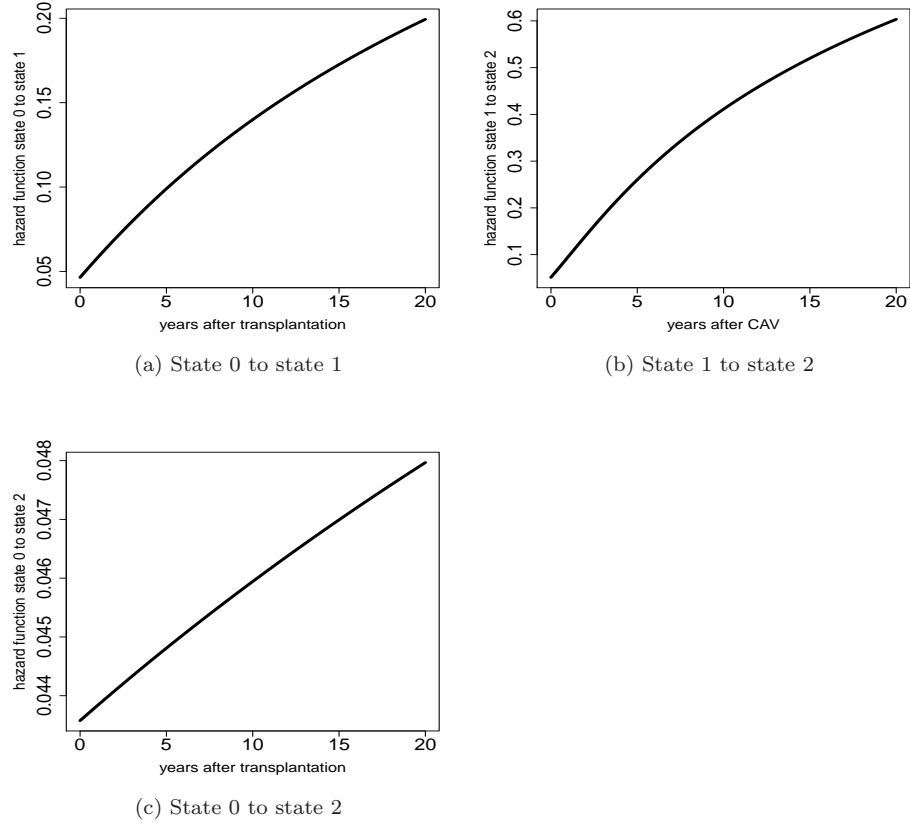 hazard function state 0 to state 1
0.20
0.15
0.10
0.05
0 5 10 15 20
years after transplantation
(a) State 0 to state 1
hazard function state 1 to state 2
0.6
0.5
0.4
0.3
0.2
0.1
0 5 10 15 20
years after CAV
(b) State 1 to state 2
hazard function state 0 to state 2
0.048
0.047
0.046
0.045
0.044
0 5 10 15 20
years after transplantation
(c) State 0 to state 2